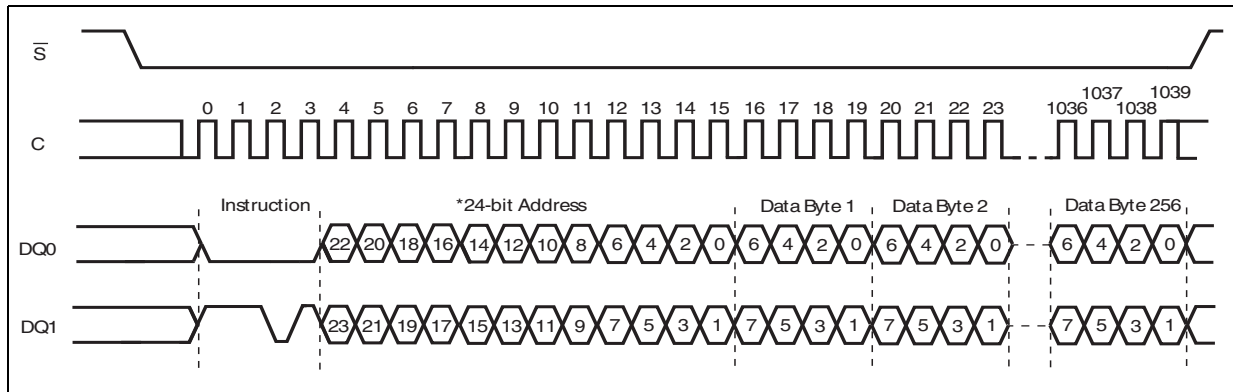 S
1037 1039
0 1 2 3 4 5 6 7 8 9 10 11 12 13 14 15 16 17 18 19 20 21 22 23 1036 1038
C
Instruction *24-bit Address Data Byte 1 Data Byte 2 Data Byte 256
DQ0 22 20 18 16 14 12 10 8 6 4 2 0 6 4 2 0 6 4 2 0 6 4 2 0
DQ1 23 21 19 17 15 13 11 9 7 5 3 1 7 5 3 1 7 5 3 1 7 5 3 1